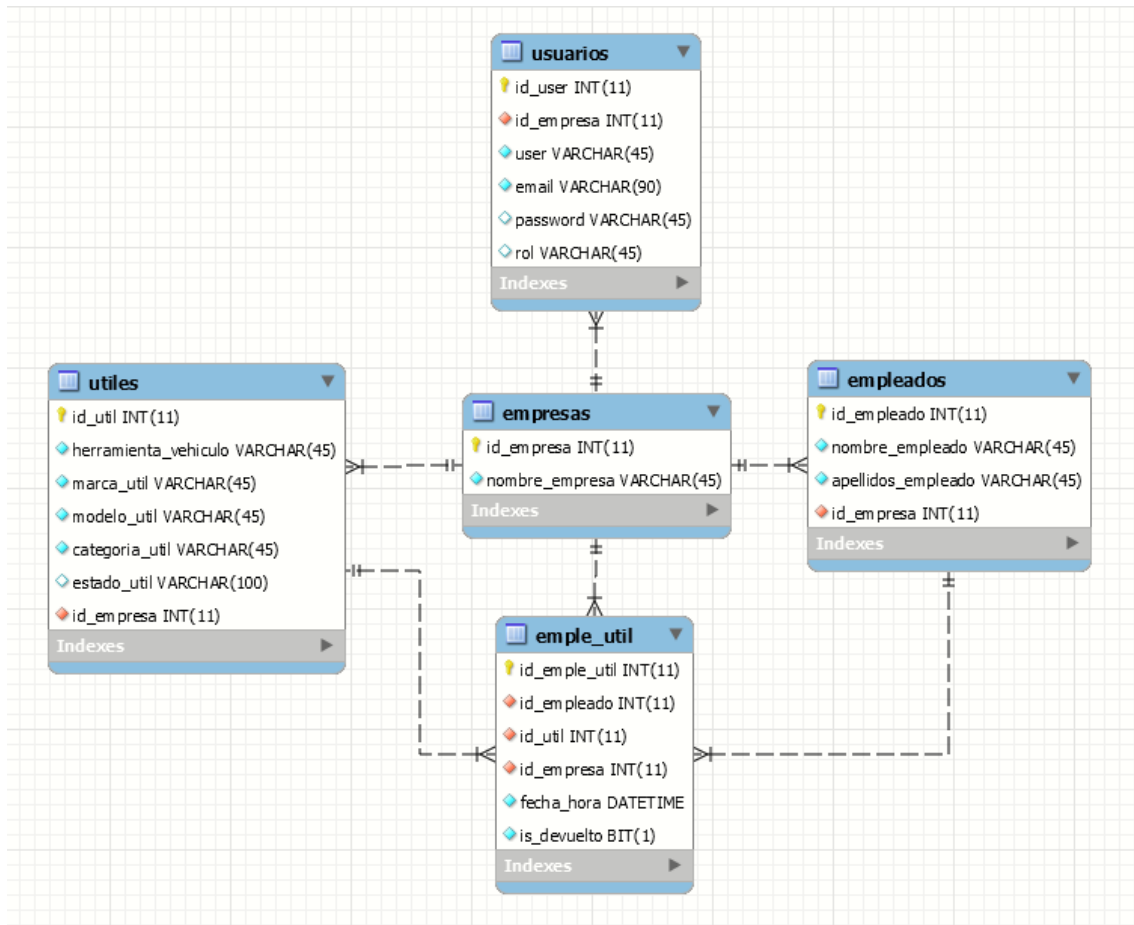 usuarios
id_user INT(11)
id_empresa INT(11)
user VARCHAR(45)
email VARCHAR(90)
password VARCHAR(45)
rol VARCHAR(45)
Indexes
utiles
id_util INT(11)
herramienta_vehiculo VARCHAR(45)
marca_util VARCHAR(45)
modelo_util VARCHAR(45)
categoria_util VARCHAR(45)
estado_util VARCHAR(100)
id_empresa INT(11)
Indexes
empresas
id_empresa INT(11)
nombre_empresa VARCHAR(45)
Indexes
empleados
id_empleado INT(11)
nombre_empleado VARCHAR(45)
apellidos_empleado VARCHAR(45)
id_empresa INT(11)
Indexes
emple_util
id_emple_util INT(11)
id_empleado INT(11)
id_util INT(11)
id_empresa INT(11)
fecha_hora DATETIME
is_devuelto BIT(1)
Indexes